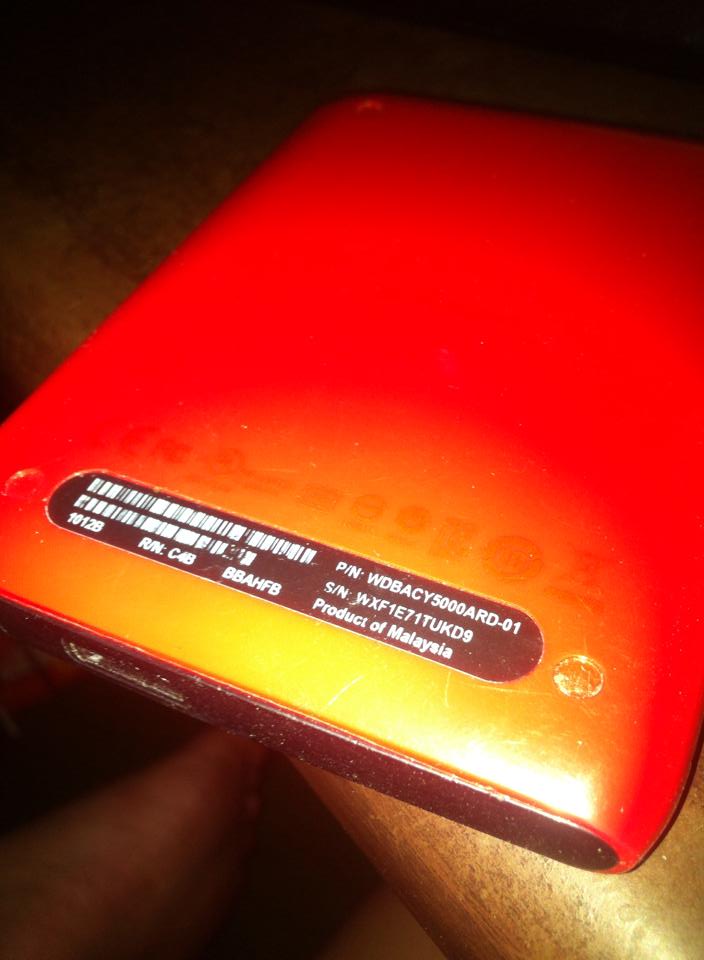 1012B
R/N: C4B
BBAHFB
P/N: WDBACY5000ARD-01
S/N: WXF1E71TUKD9
Product of Malaysia